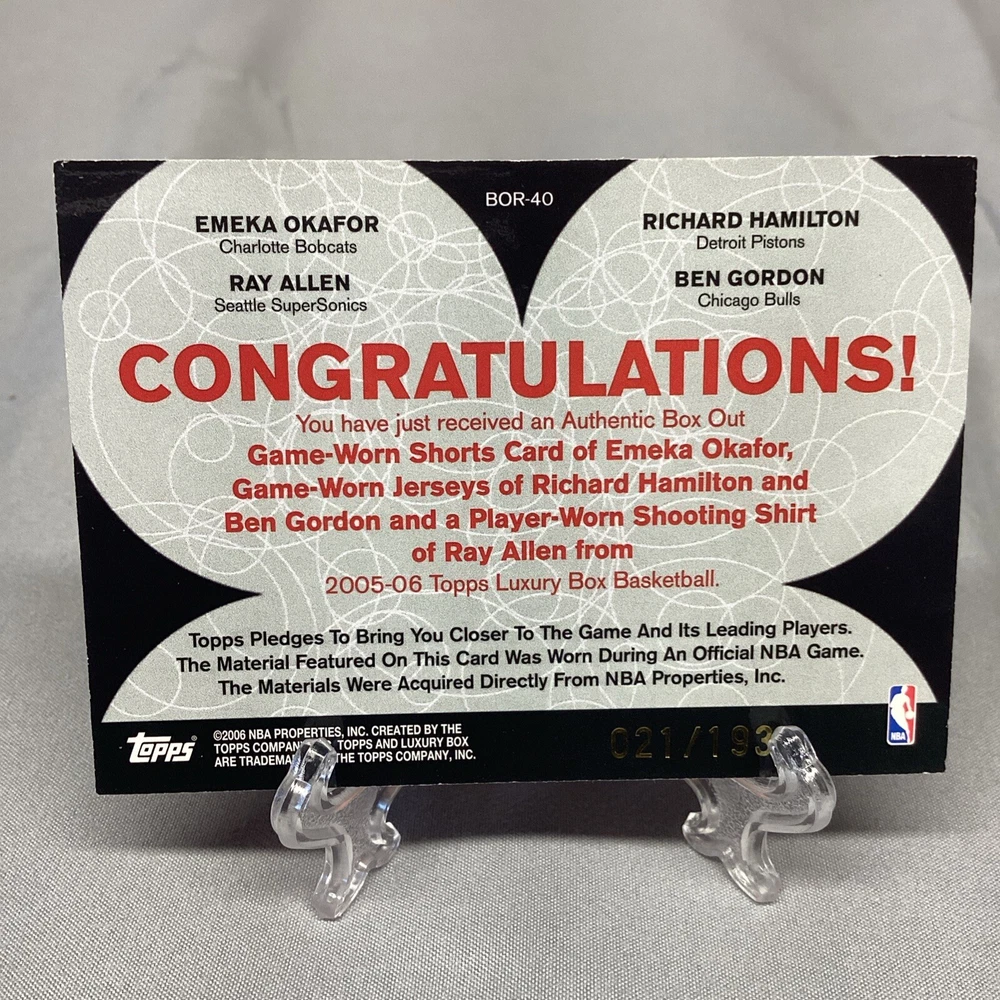 BOR-40
EMEKA OKAFOR
Charlotte Bobcats
RAY ALLEN
Seattle SuperSonics
RICHARD HAMILTON
Detroit Pistons
BEN GORDON
Chicago Bulls
CONGRATULATIONS!
You have just received an Authentic Box Out
Game-Worn Shorts Card of Emeka Okafor,
Game-Worn Jerseys of Richard Hamilton and
Ben Gordon and a Player-Worn Shooting Shirt
of Ray Allen from
2005-06 Topps Luxury Box Basketball.
Topps Pledges To Bring You Closer To The Game And Its Leading Players.
The Material Featured On This Card Was Worn During An Official NBA Game.
The Materials Were Acquired Directly From NBA Properties, Inc.
topps
©2006 NBA PROPERTIES, INC. CREATED BY THE
TOPPS TOPPS AND LUXURY BOX
ARE THE TOPPS COMPANY, INC.
021/193
NBA